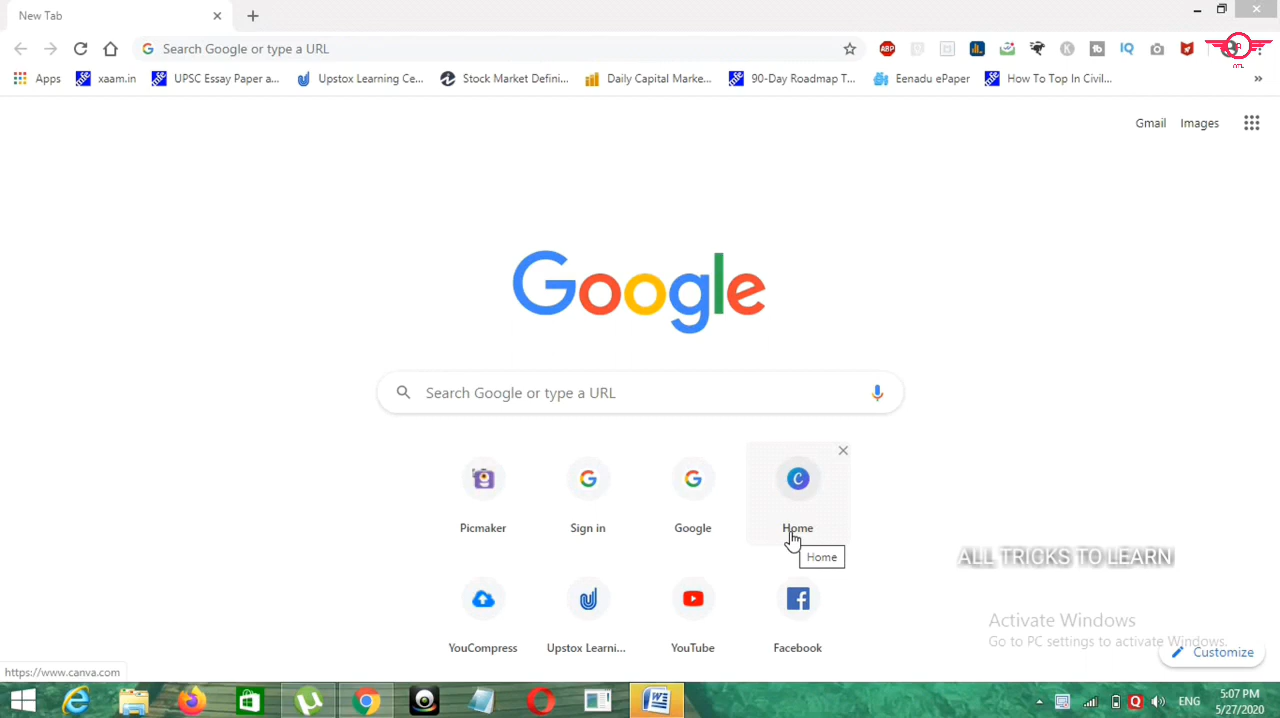 New Tab
Search Google or type a URL
ABP
IQ
Apps
xaam.in
UPSC Essay Paper a...
Upstox Learning Ce...
Stock Market Defini...
Daily Capital Marke...
90-Day Roadmap T...
Eenadu ePaper
How To Top In Civil...
Gmail
Images
Google
Search Google or type a URL
Picmaker
Sign in
Google
Home
Home
ALL TRICKS TO LEARN
YouCompress
Upstox Learni...
YouTube
Facebook
Activate Windows
Go to PC settings to activate Windows.
Customize
https://www.canva.com
ENG
5:07 PM
5/27/2020